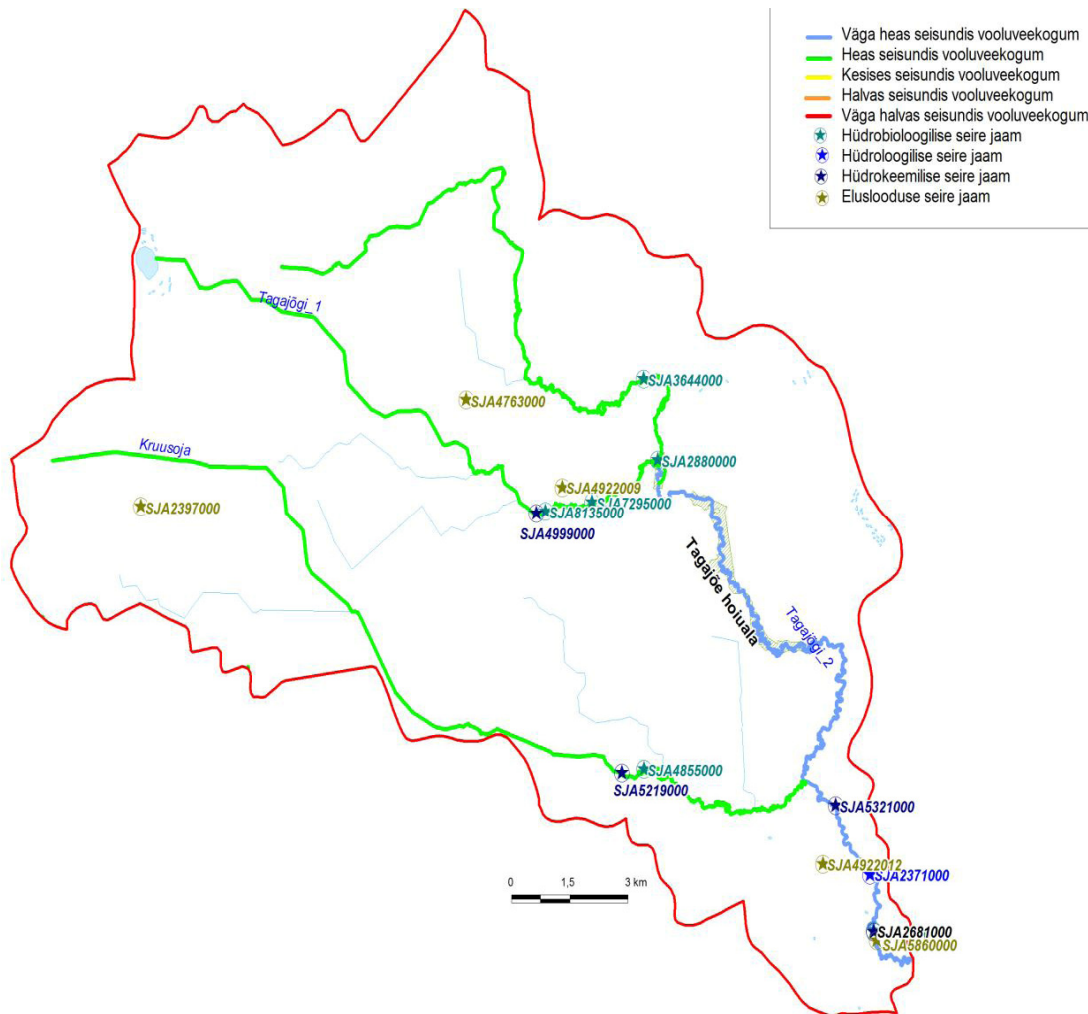 Väga heas seisundis vooluveekogum
Heas seisundis vooluveekogum
Kesises seisundis vooluveekogum
Halvas seisundis vooluveekogum
Väga halvas seisundis vooluveekogum
Hüdrobioloogilise seire jaam
Hüdroloogilise seire jaam
Hüdrokeemilise seire jaam
Eluslooduse seire jaam
Tagajõgi_1
SJA3644000
SJA4763000
Kruusoja
SJA2880000
SJA4922009
SJA7295000
SJA2397000
SJA8135000
SJA4999000
Tagajõe hoiuala
Tagajõgi_2
SJA4855000
SJA5219000
SJA5321000
SJA4922012
SJA2371000
0 1,5 3 km
SJA2681000
SJA5860000